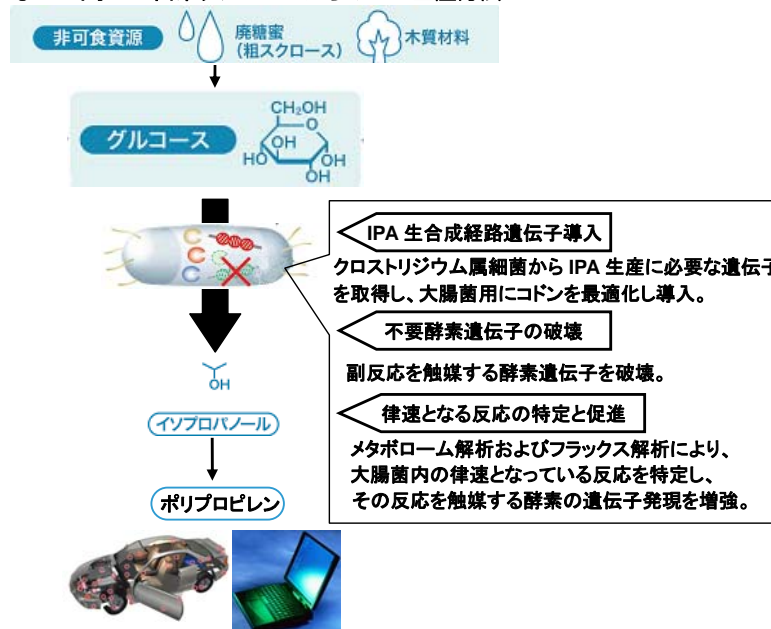 非可食資源
廃糖蜜
（粗スクロース）
木質材料
グルコース
CH₂OH
O
OH
HO
OH
OH
IPA 生合成経路遺伝子導入
クロストリジウム属細菌から IPA 生産に必要な遺伝子
を取得し、大腸菌用にコドンを最適化し導入。
不要酵素遺伝子の破壊
副反応を触媒する酵素遺伝子を破壊。
律速となる反応の特定と促進
メタボローム解析およびフラックス解析により、
大腸菌内の律速となっている反応を特定し、
その反応を触媒する酵素の遺伝子発現を増強。
OH
イソプロパノール
ポリプロピレン